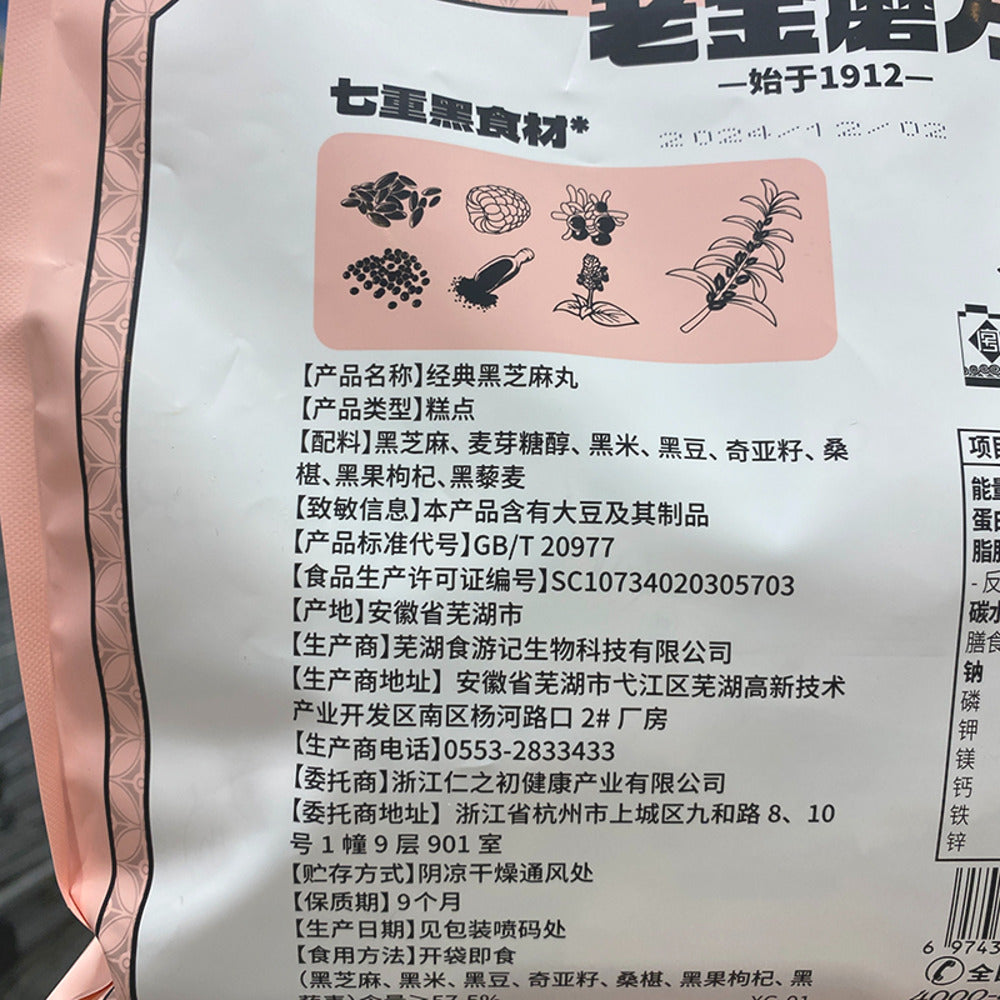 老金磨方
—始于1912—
七重黑食材*
2024/12/02
【产品名称】经典黑芝麻丸
【产品类型】糕点
【配料】黑芝麻、麦芽糖醇、黑米、黑豆、奇亚籽、桑
椹、黑果枸杞、黑藜麦
【致敏信息】本产品含有大豆及其制品
【产品标准代号】GB/T 20977
【食品生产许可证编号】SC10734020305703
【产地】安徽省芜湖市
【生产商】芜湖食游记生物科技有限公司
【生产商地址】安徽省芜湖市弋江区芜湖高新技术
产业开发区南区杨河路口 2# 厂房
【生产商电话】0553-2833433
【委托商】浙江仁之初健康产业有限公司
【委托商地址】浙江省杭州市上城区九和路 8、10
号 1 幢 9 层 901 室
【贮存方式】阴凉干燥通风处
【保质期】9个月
【生产日期】见包装喷码处
【食用方法】开袋即食
（黑芝麻、黑米、黑豆、奇亚籽、桑椹、黑果枸杞、黑
项目
能量
蛋白
脂肪
- 反
碳水
膳食
钠
磷
钾
镁
钙
铁
锌
6 9743
全